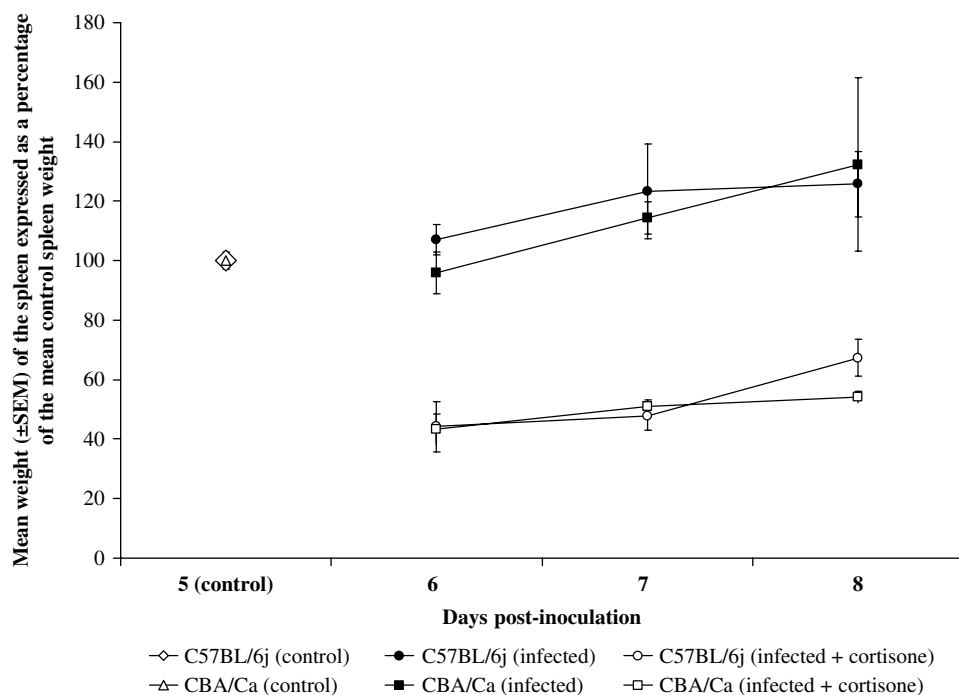 Mean weight (±SEM) of the spleen expressed as a percentage
of the mean control spleen weight
180
160
140
120
100
80
60
40
20
0
5 (control)
6
7
8
Days post-inoculation
C57BL/6j (control)
C57BL/6j (infected)
C57BL/6j (infected + cortisone)
CBA/Ca (control)
CBA/Ca (infected)
CBA/Ca (infected + cortisone)